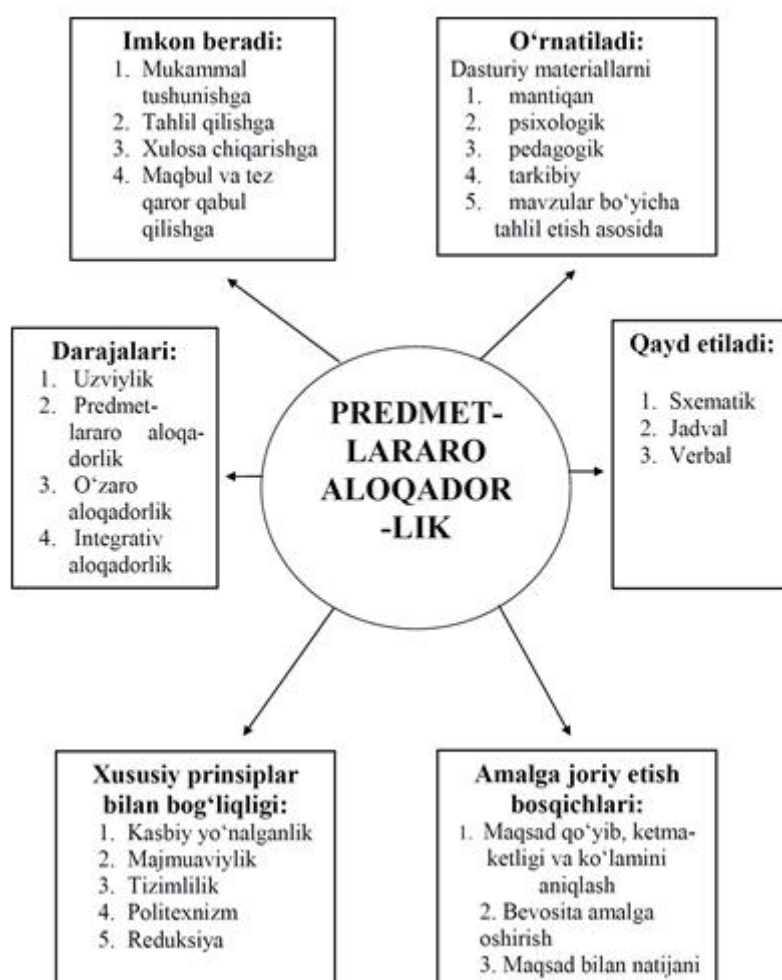 Imkon beradi:
1. Mukammal
tushunishga
2. Tahlil qilishga
3. Xulosa chiqarishga
4. Maqbul va tez
qaror qabul
qilishga
O‘rnatiladi:
Dasturiy materiallarni
1. mantiqan
2. psixologik
3. pedagogik
4. tarkibiy
5. mavzular bo‘yicha
tahlil etish asosida
Darajalari:
1. Uzviylik
2. Predmet-
lararo aloqa-
dorlik
3. O‘zaro
aloqadorlik
4. Integrativ
aloqadorlik
PREDMET-
LARARO
ALOQADOR
-LIK
Qayd etiladi:
1. Sxematik
2. Jadval
3. Verbal
Xususiy prinsiplar
bilan bog‘liqligi:
1. Kasbiy yo‘nalganlik
2. Majmuaviylik
3. Tizimlilik
4. Politexnizm
5. Reduksiya
Amalga joriy etish
bosqichlari:
1. Maqsad qo‘yib, ketma-
ketligi va ko‘lamini
aniqlash
2. Bevosita amalga
oshirish
3. Maqsad bilan natijani